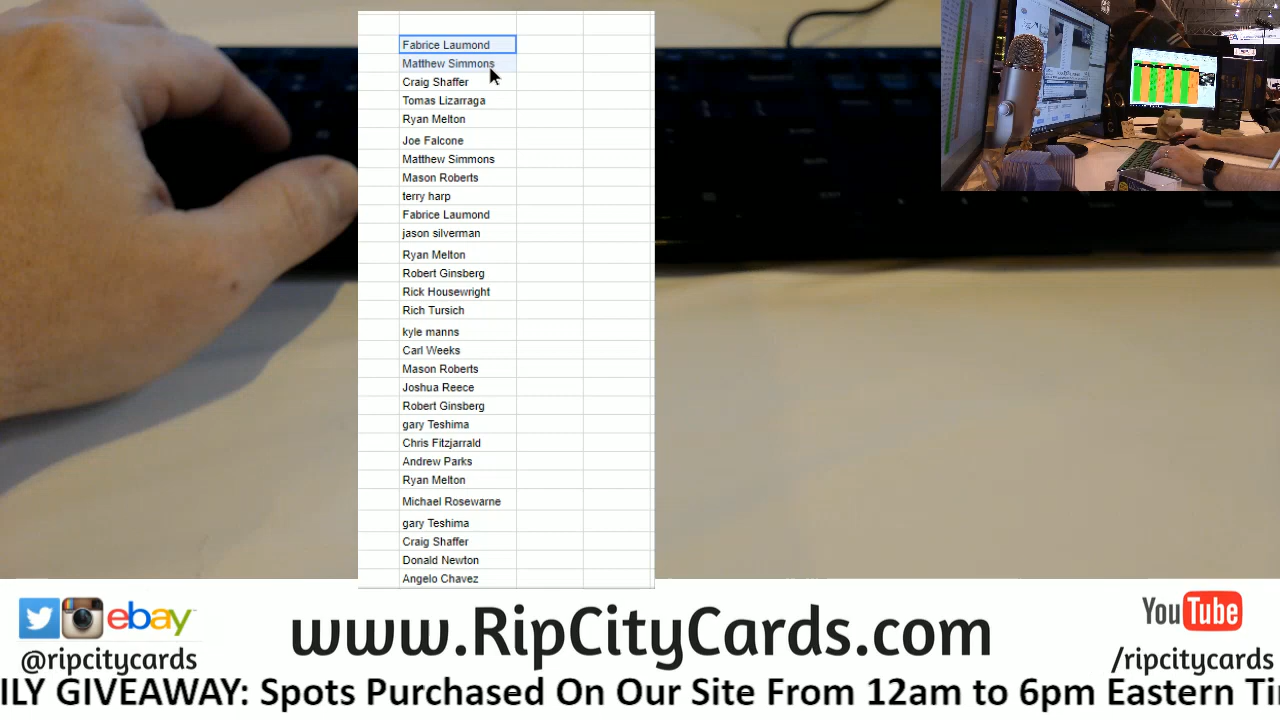 Fabrice Laumond
Matthew Simmons
Craig Shaffer
Tomas Lizarraga
Ryan Melton
Joe Falcone
Matthew Simmons
Mason Roberts
terry harp
Fabrice Laumond
jason silverman
Ryan Melton
Robert Ginsberg
Rick Housewright
Rich Tursich
kyle manns
Carl Weeks
Mason Roberts
Joshua Reece
Robert Ginsberg
gary Teshima
Chris Fitzjarrald
Andrew Parks
Ryan Melton
Michael Rosewarne
gary Teshima
Craig Shaffer
Donald Newton
Angelo Chavez
ebay
@ripcitycards
www.RipCityCards.com
YouTube
/ripcitycards
ILY GIVEAWAY: Spots Purchased On Our Site From 12am to 6pm Eastern Ti